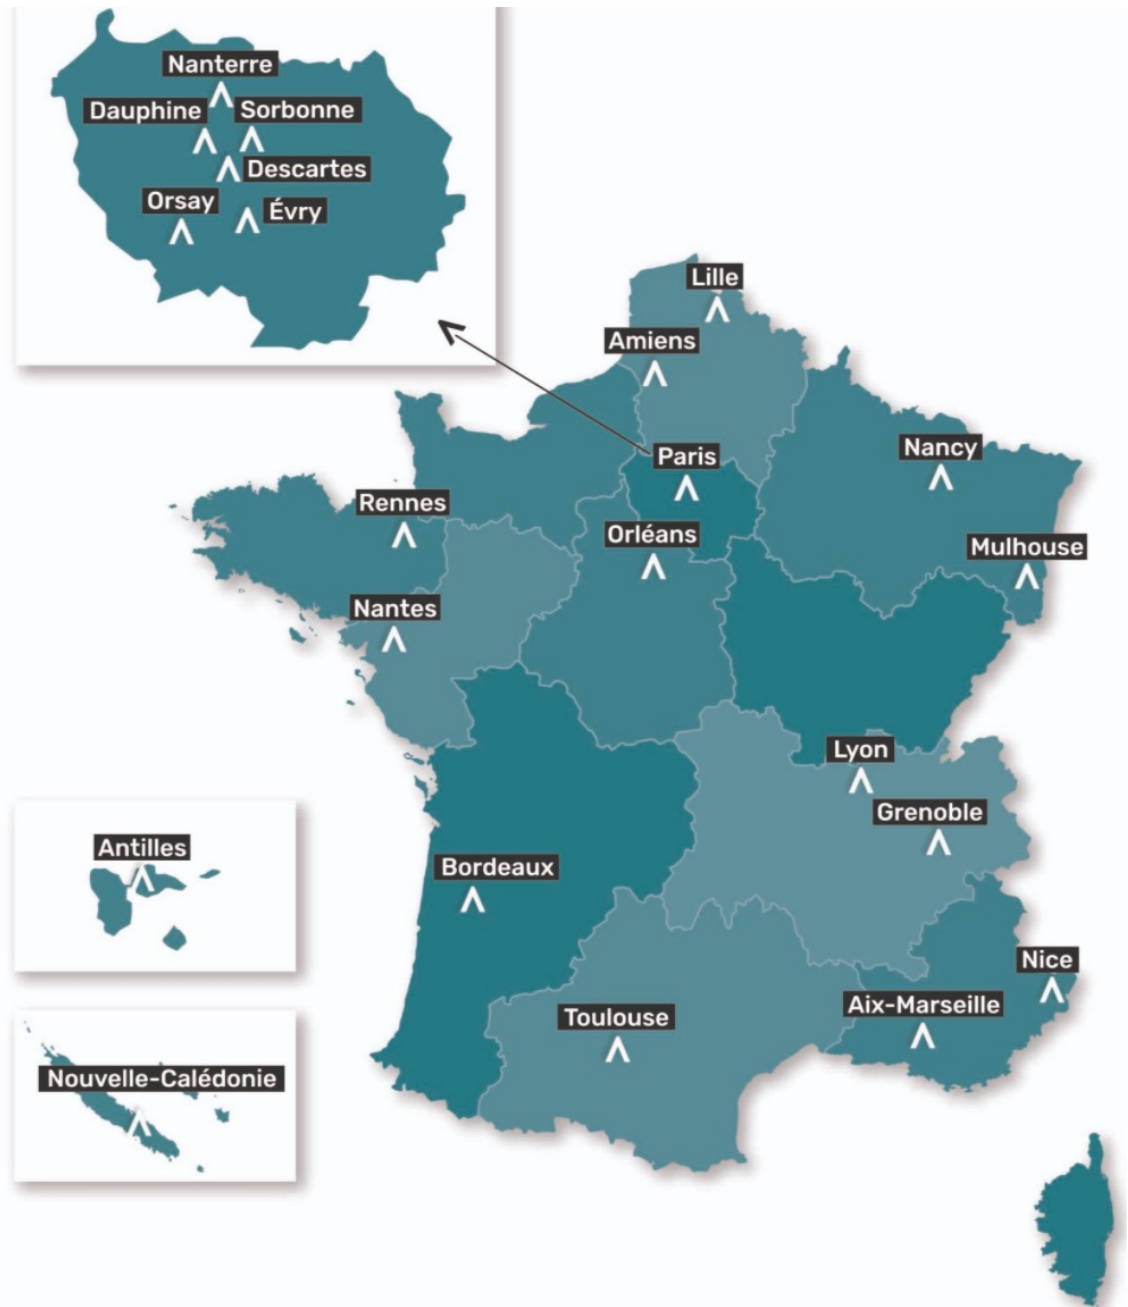 Nanterre
Dauphine
Sorbonne
Descartes
Orsay
Évry
Lille
Amiens
Nancy
Paris
Rennes
Orléans
Mulhouse
Nantes
Lyon
Grenoble
Antilles
Bordeaux
Nice
Aix-Marseille
Toulouse
Nouvelle-Calédonie